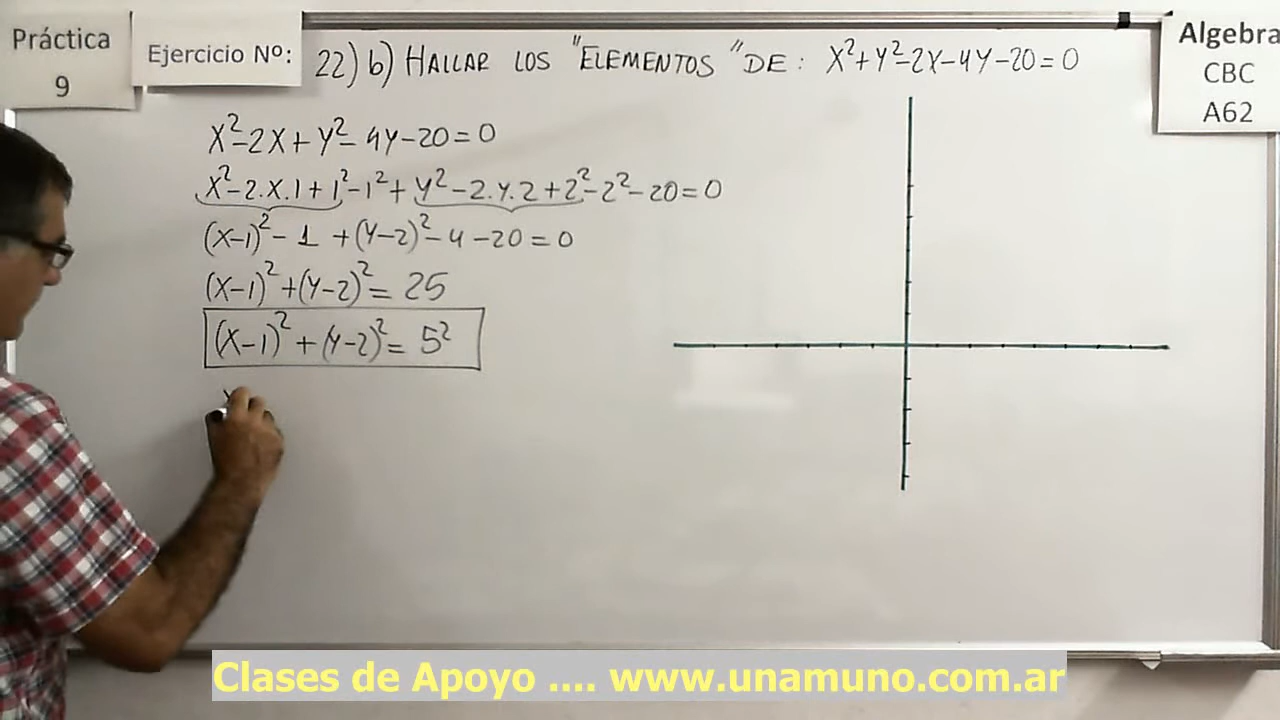 Práctica
9
Ejercicio Nº:
22) b) HALLAR LOS "ELEMENTOS" DE: X²+Y²-2X-4Y-20=0
Algebra
CBC
A62
X²-2X+Y²-4Y-20=0
X²-2.X.1+1²-1²+Y²-2.Y.2+2²-2²-20=0
(X-1)²-1+(Y-2)²-4-20=0
(X-1)²+(Y-2)²=25
(X-1)²+(Y-2)²=5²
Clases de Apoyo .... www.unamuno.com.ar